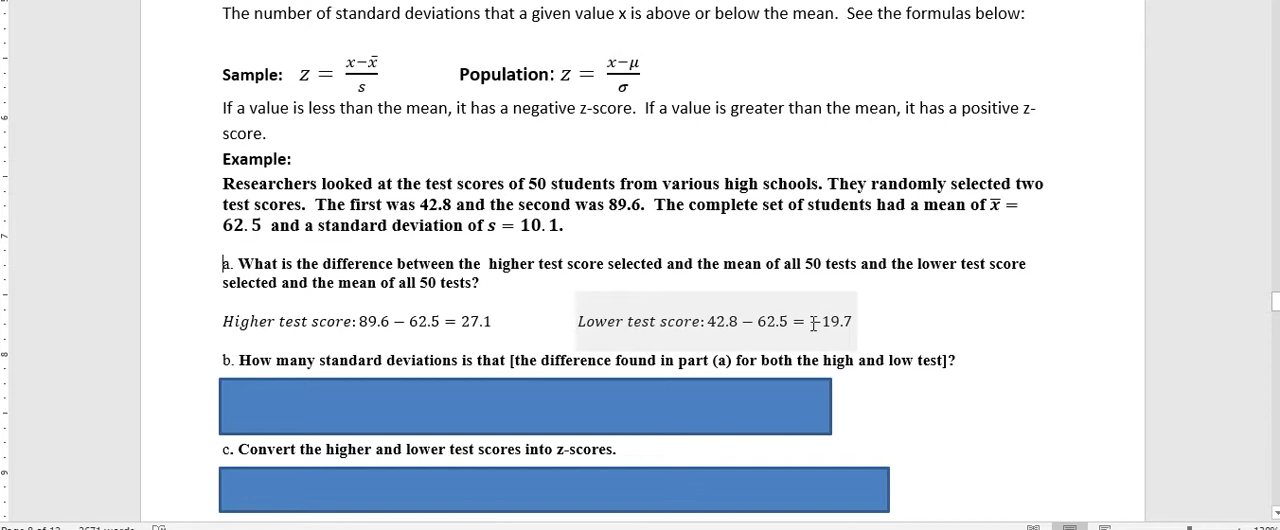 The number of standard deviations that a given value x is above or below the mean.  See the formulas below:
Sample:  z = (x−x̄)/s    Population: z = (x−μ)/σ
If a value is less than the mean, it has a negative z-score.  If a value is greater than the mean, it has a positive z-
score.
Example:
Researchers looked at the test scores of 50 students from various high schools. They randomly selected two
test scores.  The first was 42.8 and the second was 89.6.  The complete set of students had a mean of x̄ =
62.5  and a standard deviation of s = 10.1.
a. What is the difference between the  higher test score selected and the mean of all 50 tests and the lower test score
selected and the mean of all 50 tests?
Higher test score: 89.6 − 62.5 = 27.1    Lower test score: 42.8 − 62.5 = −19.7
b. How many standard deviations is that [the difference found in part (a) for both the high and low test]?
c. Convert the higher and lower test scores into z-scores.